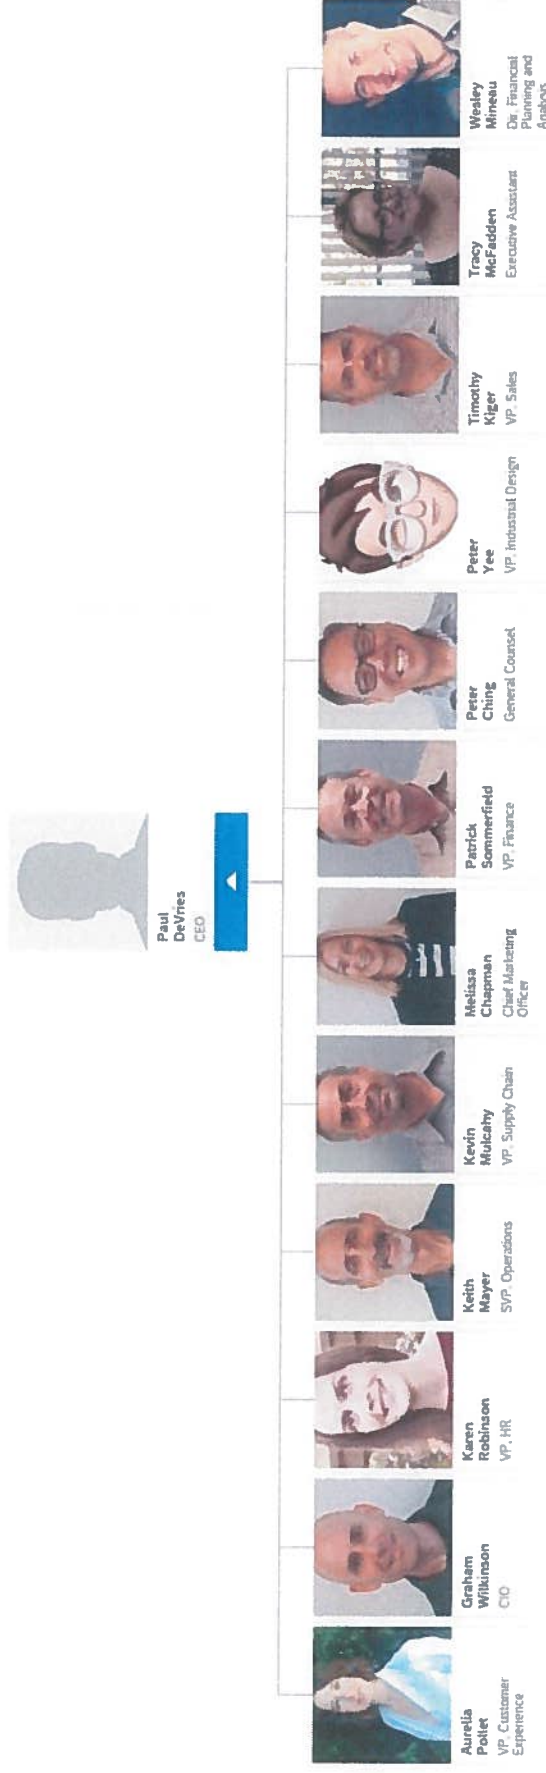 Paul
DeVries
CEO
Aurelia
Pollet
VP, Customer
Experience
Graham
Wilkinson
CIO
Karen
Robinson
VP, HR
Keith
Mayer
SVP, Operations
Kevin
Mulcahy
VP, Supply Chain
Melissa
Chapman
Chief Marketing
Officer
Patrick
Sommerfield
VP, Finance
Peter
Ching
General Counsel
Peter
Yee
VP, Industrial Design
Timothy
Kiger
VP, Sales
Tracy
McFadden
Executive Assistant
Wesley
Mineau
Dir, Financial
Planning and
Analysis